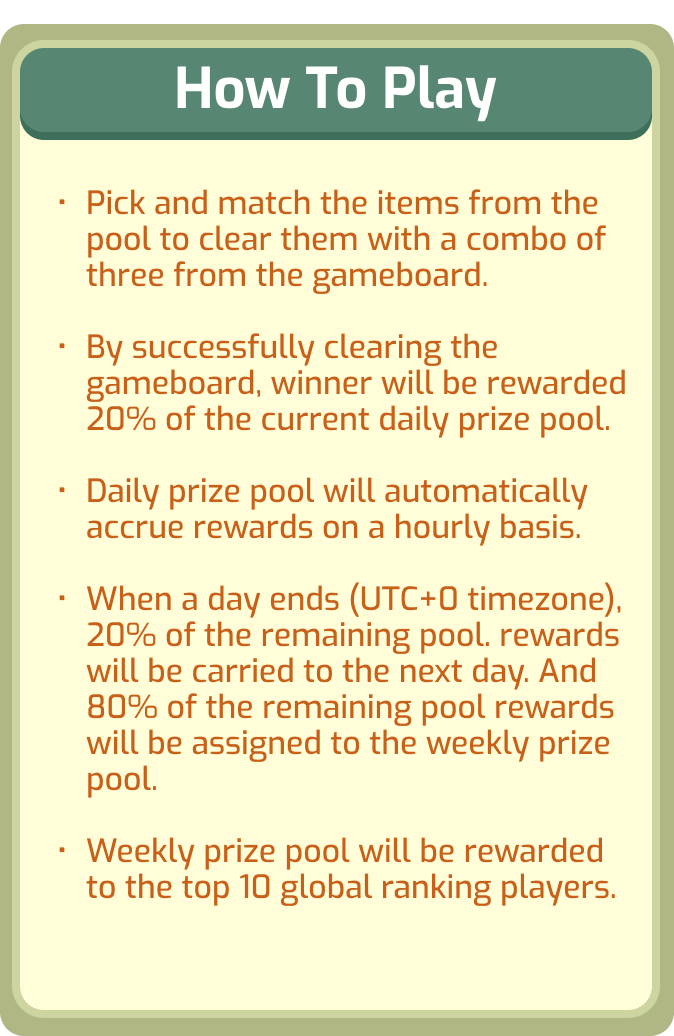 How To Play
· Pick and match the items from the
pool to clear them with a combo of
three from the gameboard.
· By successfully clearing the
gameboard, winner will be rewarded
20% of the current daily prize pool.
· Daily prize pool will automatically
accrue rewards on a hourly basis.
· When a day ends (UTC+0 timezone),
20% of the remaining pool. rewards
will be carried to the next day. And
80% of the remaining pool rewards
will be assigned to the weekly prize
pool.
· Weekly prize pool will be rewarded
to the top 10 global ranking players.